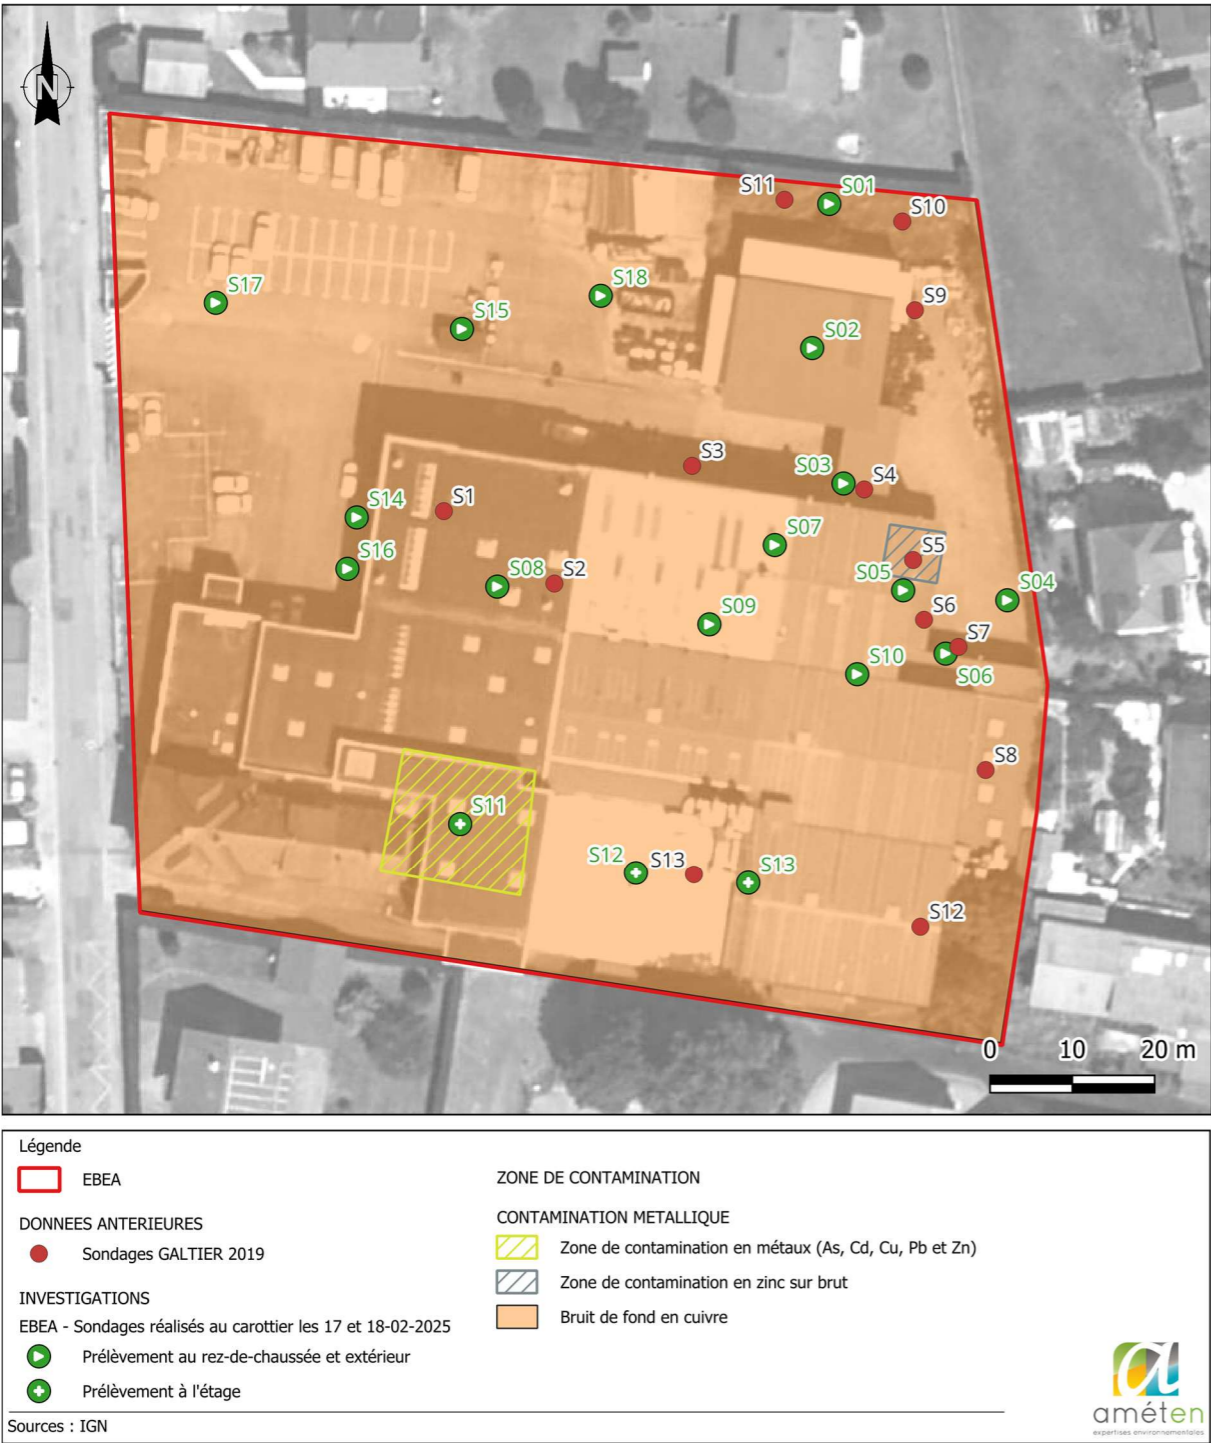 N
S11
S01
S10
S17
S18
S9
S15
S02
S3
S03
S4
S1
S14
S07
S16
S5
S08
S2
S05
S04
S09
S6
S7
S10
S06
S8
S11
S12
S13
S13
S12
0 10 20 m
Légende
EBEA
DONNEES ANTERIEURES
Sondages GALTIER 2019
INVESTIGATIONS
EBEA - Sondages réalisés au carottier les 17 et 18-02-2025
Prélèvement au rez-de-chaussée et extérieur
Prélèvement à l'étage
ZONE DE CONTAMINATION
CONTAMINATION METALLIQUE
Zone de contamination en métaux (As, Cd, Cu, Pb et Zn)
Zone de contamination en zinc sur brut
Bruit de fond en cuivre
Sources : IGN
améten
expertises environnementales